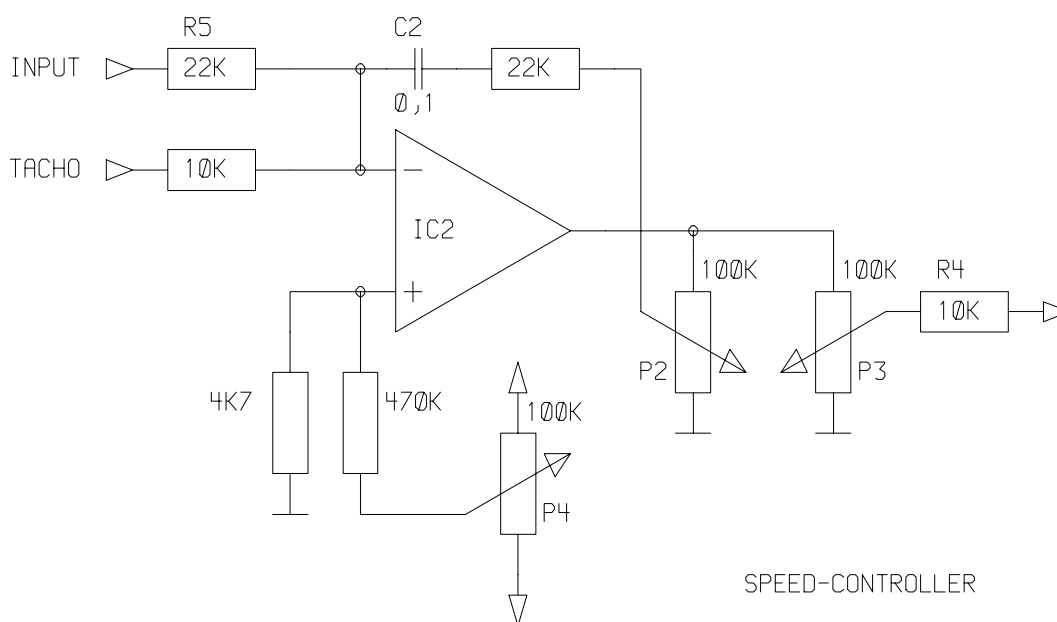 R5
C2
INPUT
22K
22K
0,1
TACHO
10K
IC2
100K
100K
R4
10K
P2
P3
4K7
470K
100K
P4
SPEED-CONTROLLER